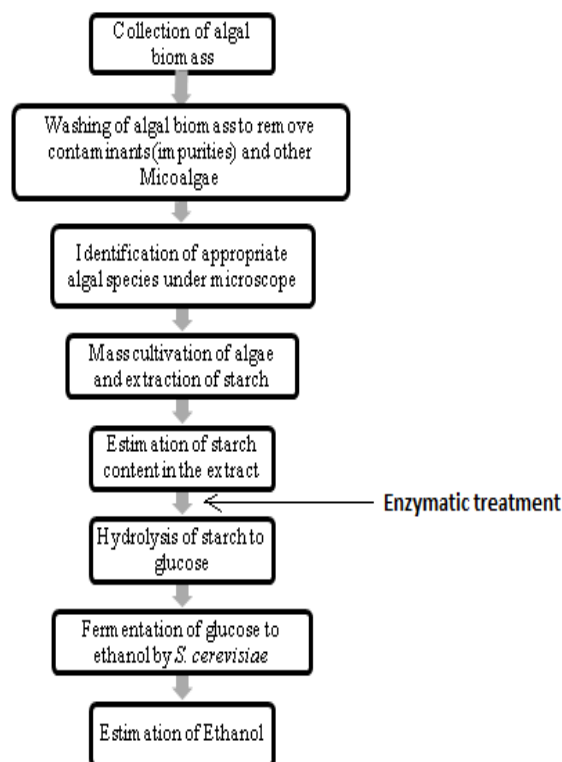 Collection of algal
biomass
Washing of algal biomass to remove
contaminants(impurities) and other
Micoalgae
Identification of appropriate
algal species under microscope
Mass cultivation of algae
and extraction of starch
Estimation of starch
content in the extract
Enzymatic treatment
Hydrolysis of starch to
glucose
Fermentation of glucose to
ethanol by S. cerevisiae
Estimation of Ethanol